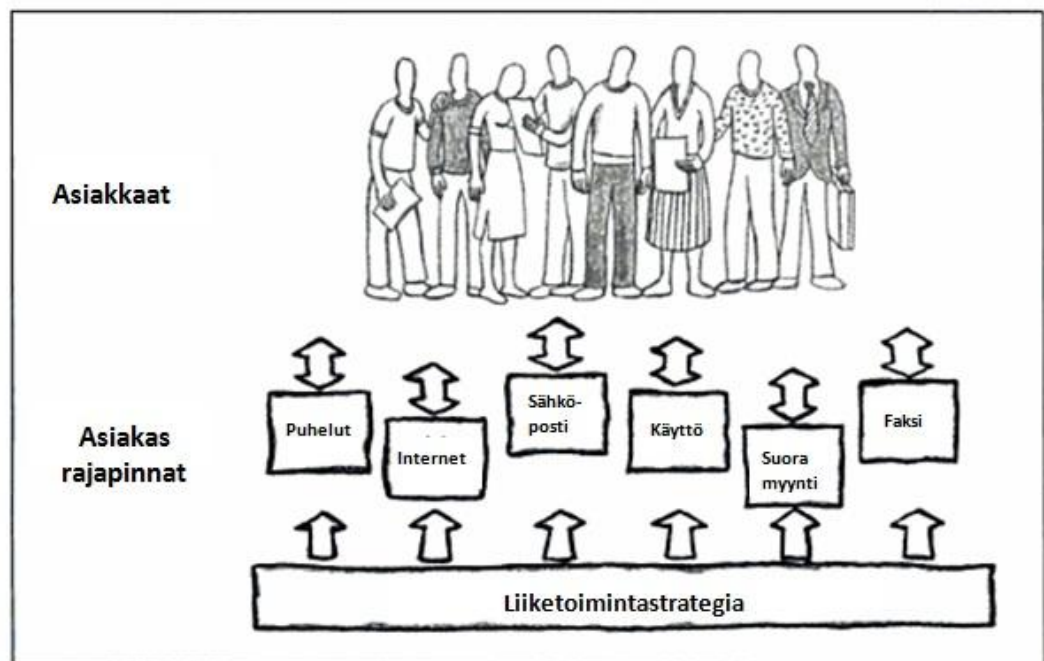 Asiakkaat
Asiakas
rajapinnat
Puhelut
Internet
Sähkö-
posti
Käyttö
Suora
myynti
Faksi
Liiketoimintastrategia